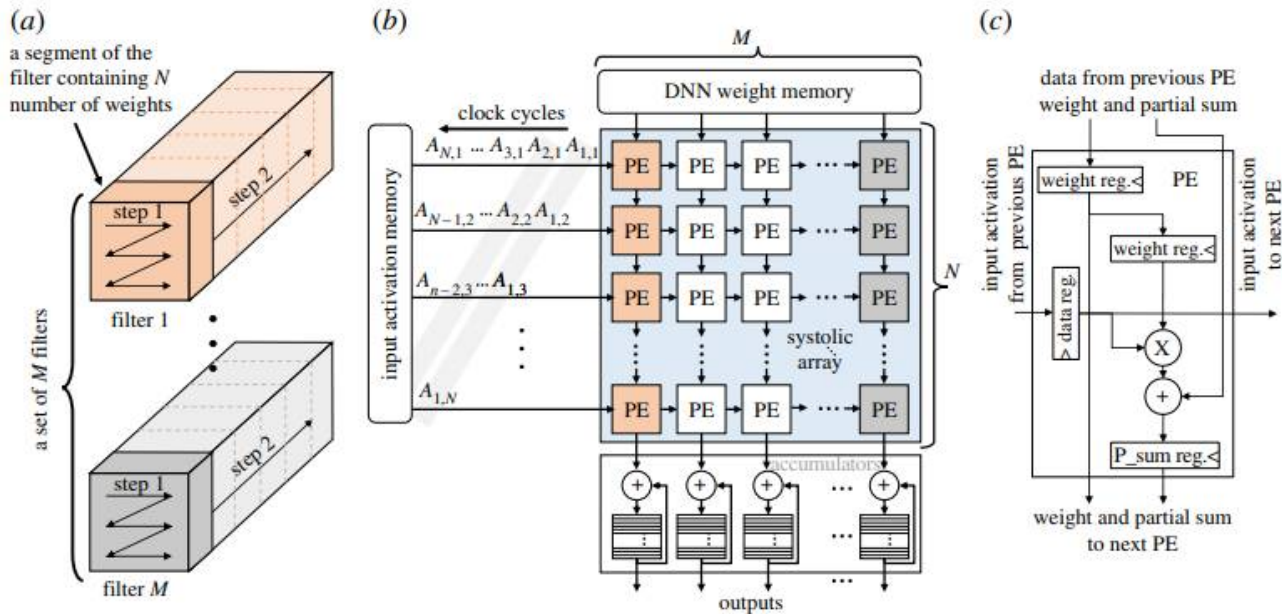 (a)
a segment of the
filter containing N
number of weights
step 1
step 2
filter 1
a set of M filters
step 1
step 2
filter M
(b)
M
DNN weight memory
clock cycles
input activation memory
A_{N,1} ... A_{3,1} A_{2,1} A_{1,1}
A_{N−1,2} ... A_{2,2} A_{1,2}
A_{n−2,3} ... A_{1,3}
A_{1,N}
PE PE PE ... PE
PE PE PE PE
PE PE PE PE
systolic
array
PE PE PE ... PE
N
accumulators
+ + + ... +
...
outputs
(c)
data from previous PE
weight and partial sum
input activation
from previous PE
weight reg.<
PE
weight reg.<
> data reg.
X
+
P_sum reg.<
input activation
to next PE
weight and partial sum
to next PE